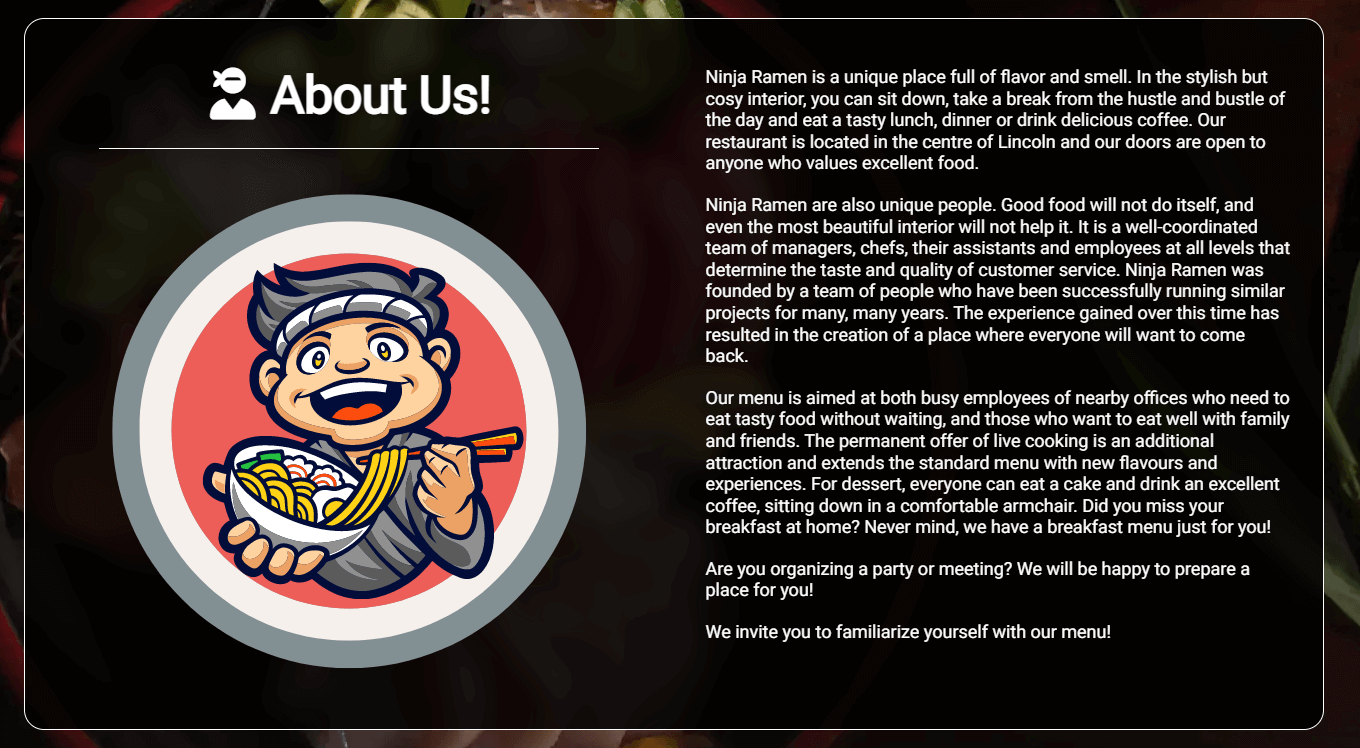 About Us!
Ninja Ramen is a unique place full of flavor and smell. In the stylish but
cosy interior, you can sit down, take a break from the hustle and bustle of
the day and eat a tasty lunch, dinner or drink delicious coffee. Our
restaurant is located in the centre of Lincoln and our doors are open to
anyone who values excellent food.
Ninja Ramen are also unique people. Good food will not do itself, and
even the most beautiful interior will not help it. It is a well-coordinated
team of managers, chefs, their assistants and employees at all levels that
determine the taste and quality of customer service. Ninja Ramen was
founded by a team of people who have been successfully running similar
projects for many, many years. The experience gained over this time has
resulted in the creation of a place where everyone will want to come
back.
Our menu is aimed at both busy employees of nearby offices who need to
eat tasty food without waiting, and those who want to eat well with family
and friends. The permanent offer of live cooking is an additional
attraction and extends the standard menu with new flavours and
experiences. For dessert, everyone can eat a cake and drink an excellent
coffee, sitting down in a comfortable armchair. Did you miss your
breakfast at home? Never mind, we have a breakfast menu just for you!
Are you organizing a party or meeting? We will be happy to prepare a
place for you!
We invite you to familiarize yourself with our menu!